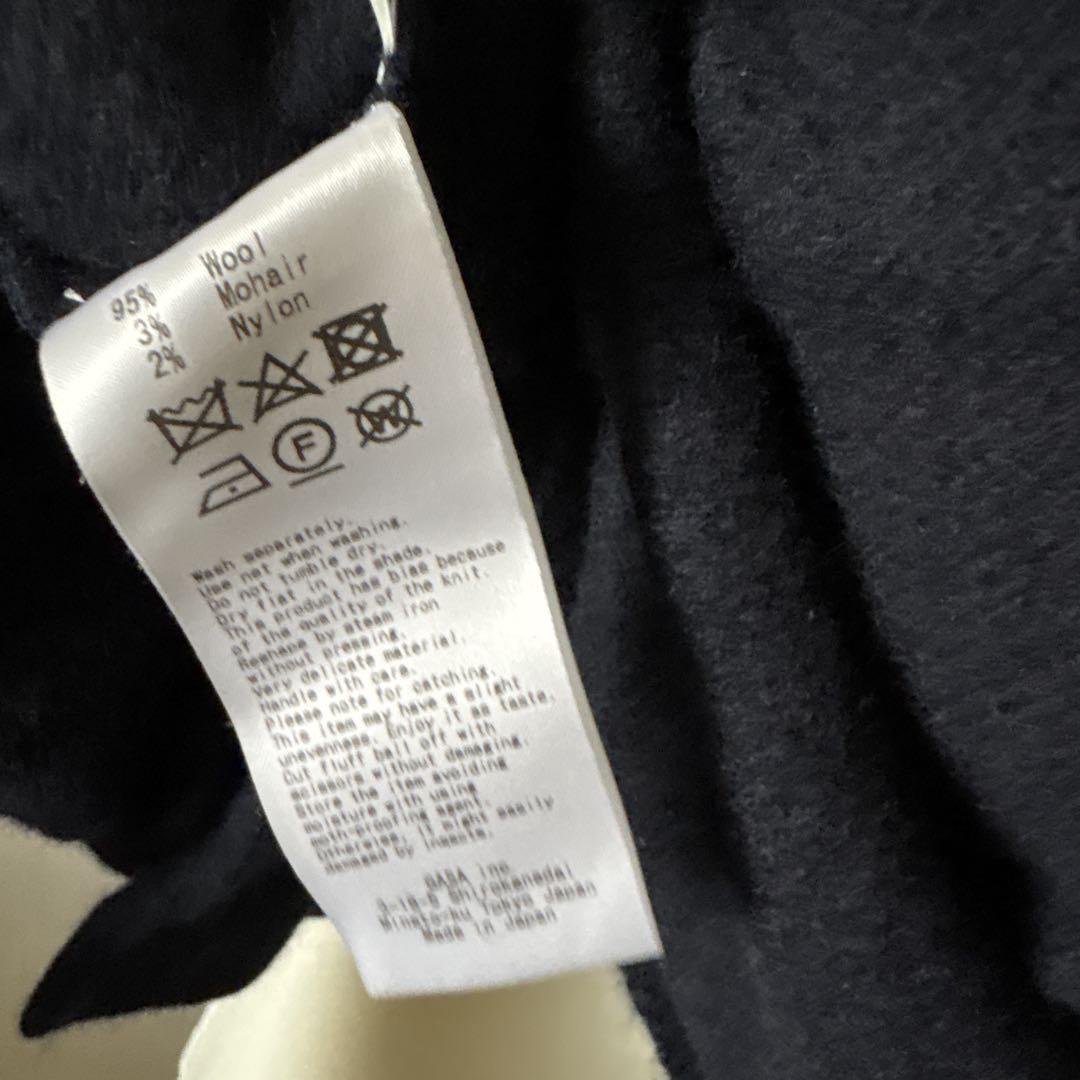 95% Wool
3% Mohair
2% Nylon
F
W
Wash separately.
Use net when washing.
Do not tumble dry.
Dry flat in the shade.
This product has bias because
of the quality of the knit.
Reshape by steam iron
without pressing.
Very delicate material.
Handle with care.
Please note for catching.
This item may have a slight
unevenness. Enjoy it as taste.
Cut fluff ball off with
scissors without damaging.
Store the item avoiding
moisture with using
moth-proofing agent.
Otherwise, it might easily
damaged by insects.
Inc.
Shirokanedai
Minatochu Tokyo Japan
Made in Japan